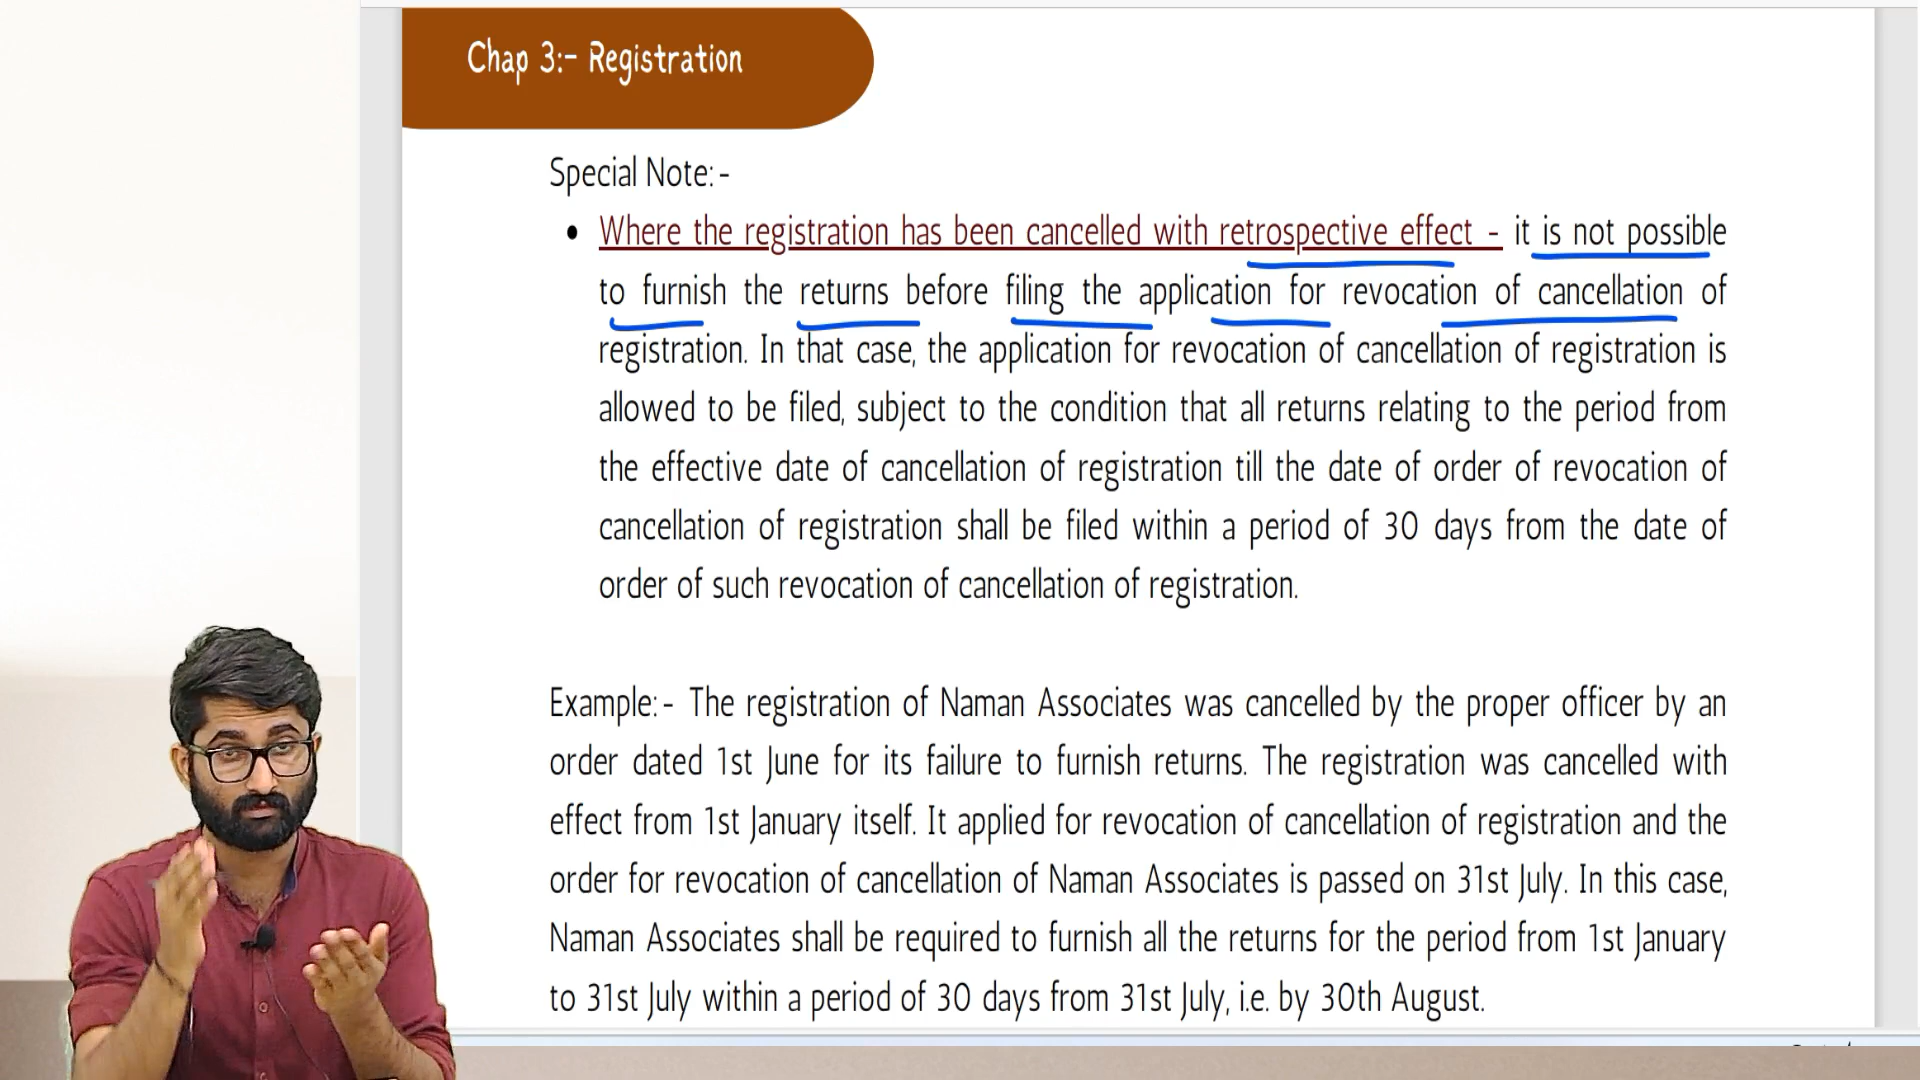 Chap 3:- Registration
Special Note:-
• Where the registration has been cancelled with retrospective effect - it is not possible
to furnish the returns before filing the application for revocation of cancellation of
registration. In that case, the application for revocation of cancellation of registration is
allowed to be filed, subject to the condition that all returns relating to the period from
the effective date of cancellation of registration till the date of order of revocation of
cancellation of registration shall be filed within a period of 30 days from the date of
order of such revocation of cancellation of registration.
Example:- The registration of Naman Associates was cancelled by the proper officer by an
order dated 1st June for its failure to furnish returns. The registration was cancelled with
effect from 1st January itself. It applied for revocation of cancellation of registration and the
order for revocation of cancellation of Naman Associates is passed on 31st July. In this case,
Naman Associates shall be required to furnish all the returns for the period from 1st January
to 31st July within a period of 30 days from 31st July, i.e. by 30th August.